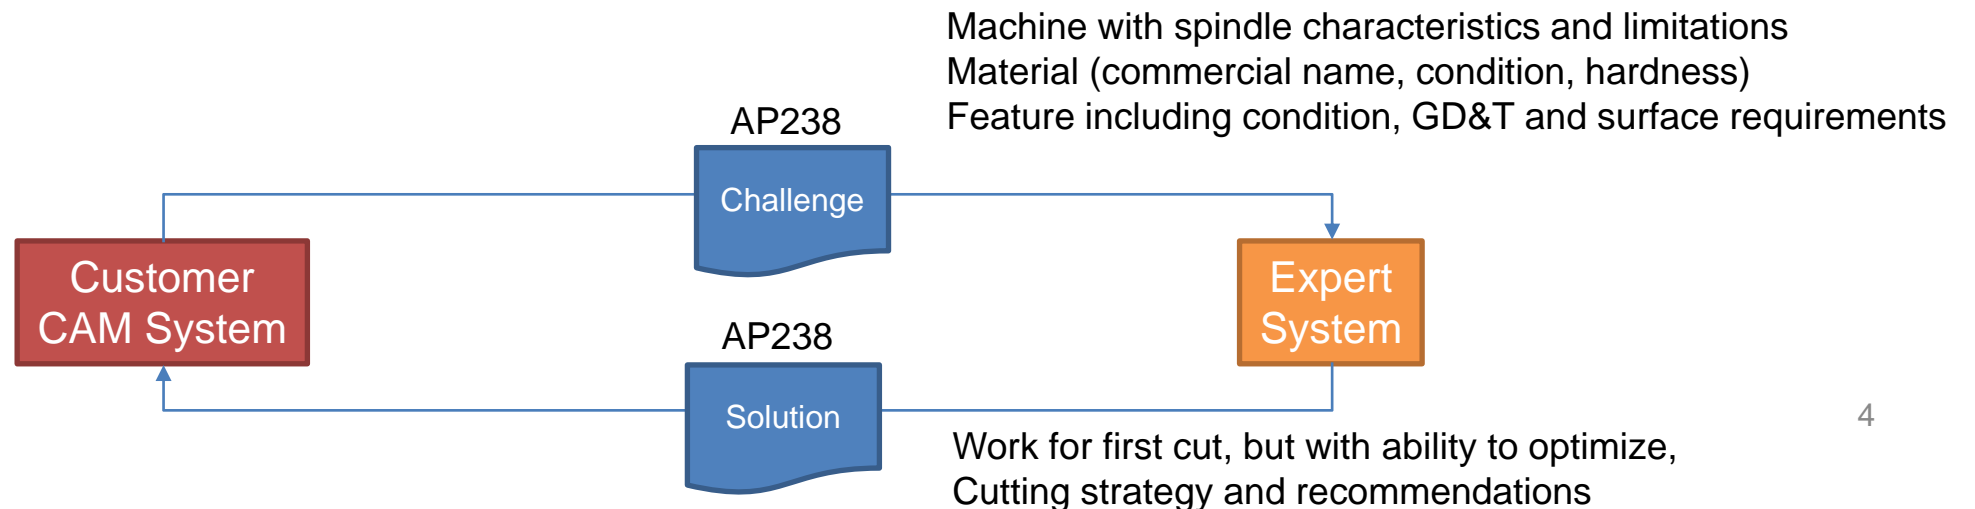 Machine with spindle characteristics and limitations
Material (commercial name, condition, hardness)
Feature including condition, GD&T and surface requirements
AP238
Challenge
Customer
CAM System
Expert
System
AP238
Solution
4
Work for first cut, but with ability to optimize,
Cutting strategy and recommendations